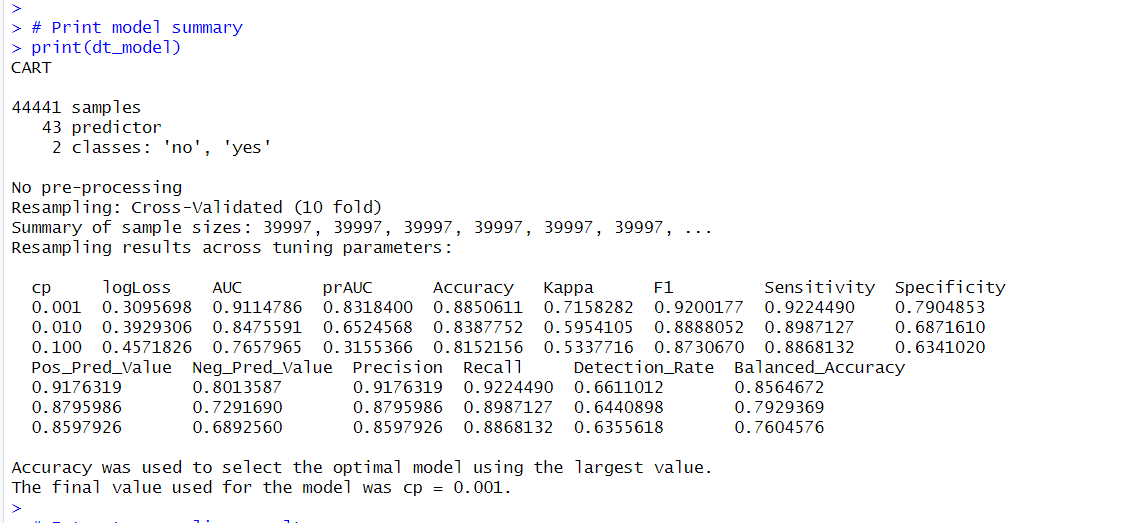 >
> # Print model summary
> print(dt_model)
CART

44441 samples
   43 predictor
    2 classes: 'no', 'yes'

No pre-processing
Resampling: Cross-Validated (10 fold)
Summary of sample sizes: 39997, 39997, 39997, 39997, 39997, 39997, ...
Resampling results across tuning parameters:

  cp     logLoss    AUC        prAUC      Accuracy   Kappa      F1         Sensitivity  Specificity
  0.001  0.3095698  0.9114786  0.8318400  0.8850611  0.7158282  0.9200177  0.9224490    0.7904853
  0.010  0.3929306  0.8475591  0.6524568  0.8387752  0.5954105  0.8888052  0.8987127    0.6871610
  0.100  0.4571826  0.7657965  0.3155366  0.8152156  0.5337716  0.8730670  0.8868132    0.6341020
  Pos_Pred_Value  Neg_Pred_Value  Precision  Recall     Detection_Rate  Balanced_Accuracy
  0.9176319       0.8013587       0.9176319  0.9224490  0.6611012       0.8564672
  0.8795986       0.7291690       0.8795986  0.8987127  0.6440898       0.7929369
  0.8597926       0.6892560       0.8597926  0.8868132  0.6355618       0.7604576

Accuracy was used to select the optimal model using the largest value.
The final value used for the model was cp = 0.001.
>